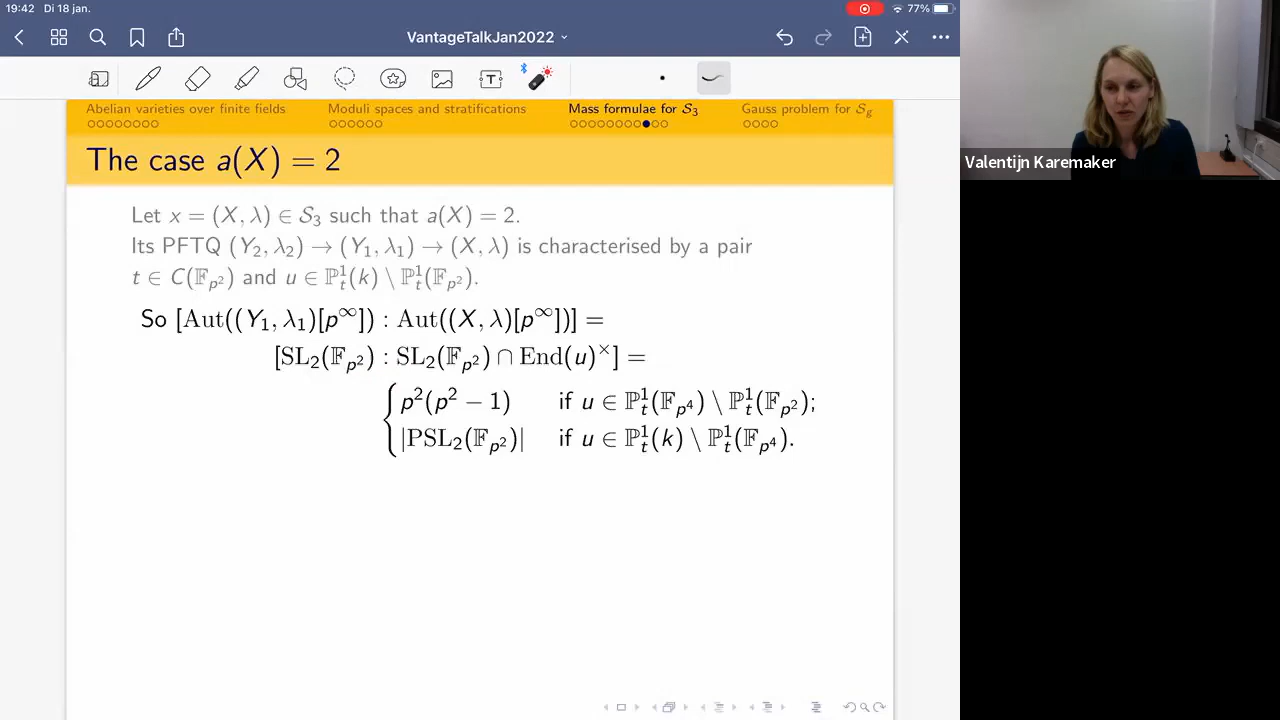 19:42 Di 18 jan. 77%
VantageTalkJan2022
T
Abelian varieties over finite fields Moduli spaces and stratifications Mass formulae for 𝒮₃ Gauss problem for 𝒮_g
The case a(X) = 2
Let x = (X, λ) ∈ 𝒮₃ such that a(X) = 2.
Its PFTQ (Y₂, λ₂) → (Y₁, λ₁) → (X, λ) is characterised by a pair
t ∈ C(𝔽_{p²}) and u ∈ ℙ¹_t(k) \ ℙ¹_t(𝔽_{p²}).
So [Aut((Y₁, λ₁)[p^∞]) : Aut((X, λ)[p^∞])] =
[SL₂(𝔽_{p²}) : SL₂(𝔽_{p²}) ∩ End(u)^×] =
{ p²(p² − 1) if u ∈ ℙ¹_t(𝔽_{p⁴}) \ ℙ¹_t(𝔽_{p²});
|PSL₂(𝔽_{p²})| if u ∈ ℙ¹_t(k) \ ℙ¹_t(𝔽_{p⁴}).
Valentijn Karemaker